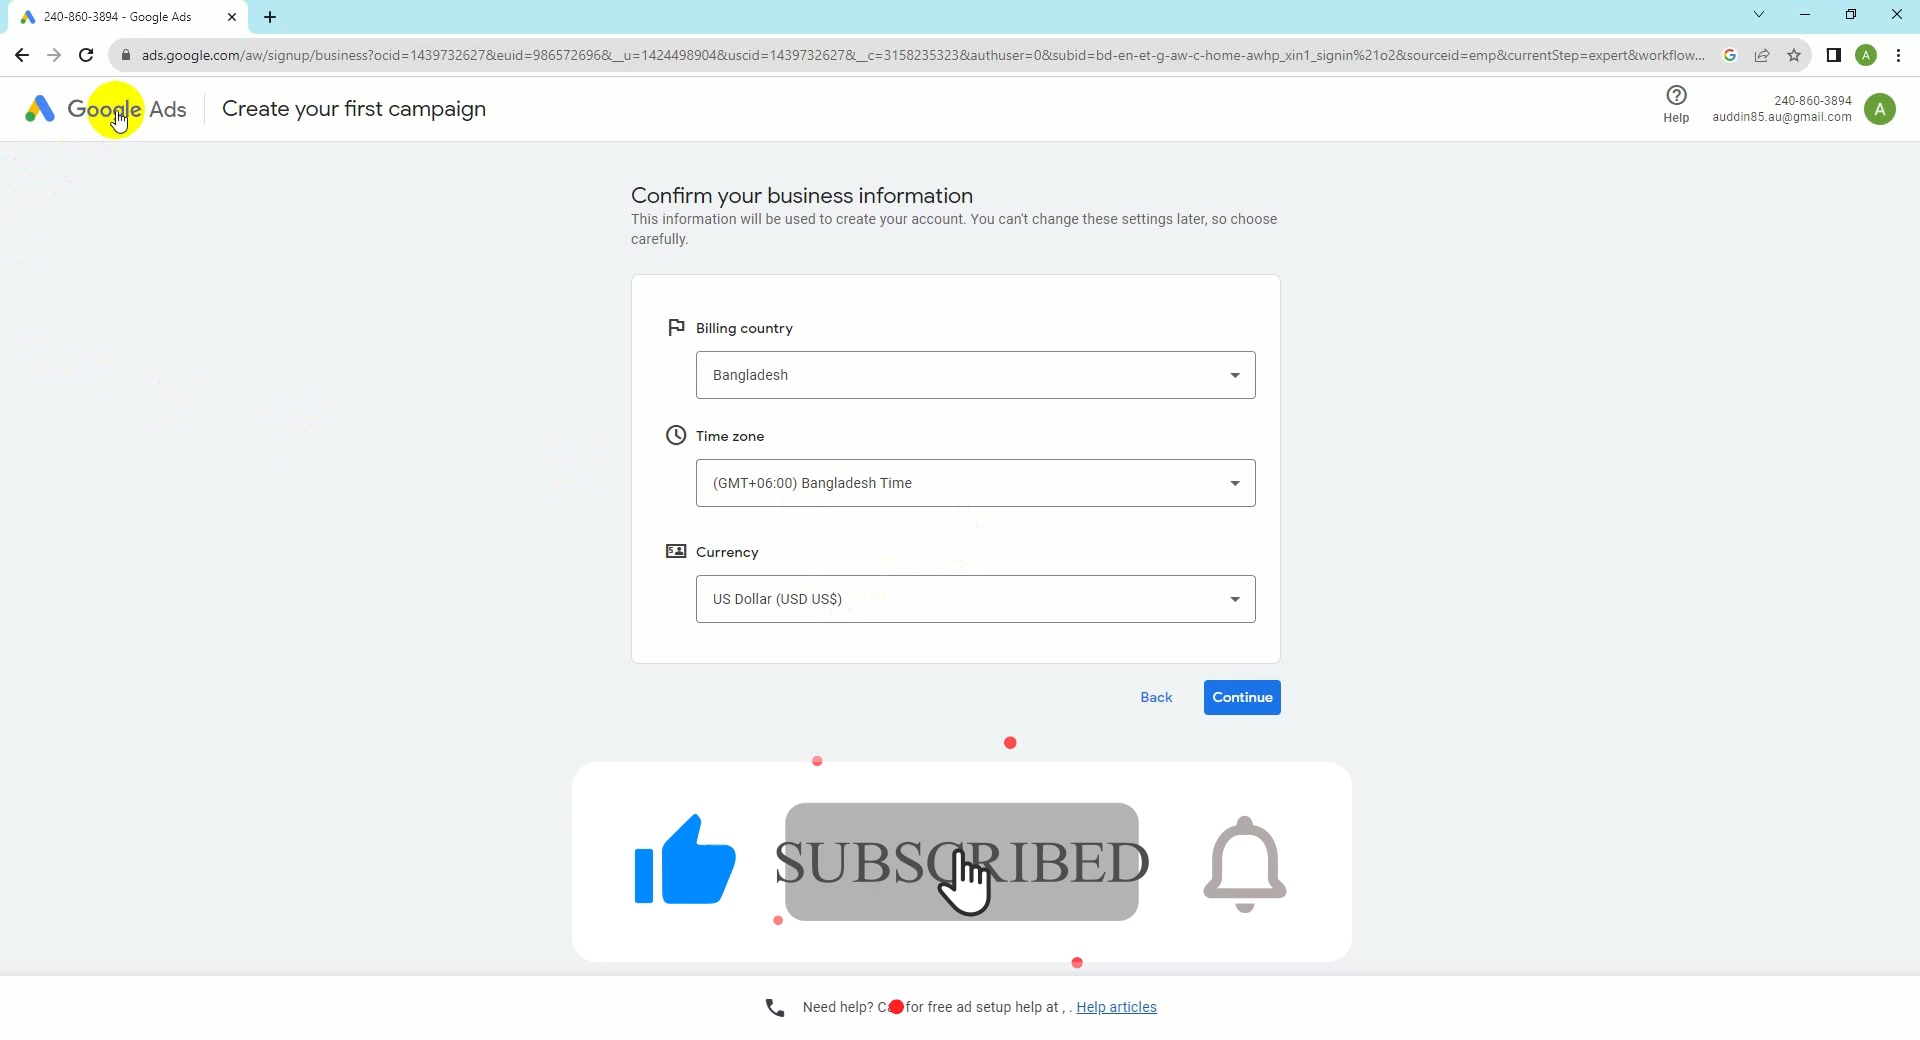 240-860-3894 - Google Ads
ads.google.com/aw/signup/business?ocid=1439732627&euid=986572696&__u=1424498904&uscid=1439732627&__c=3158235323&authuser=0&subid=bd-en-et-g-aw-c-home-awhp_xin1_signin%21o2&sourceid=emp&currentStep=expert&workflow...
A
Google Ads
Create your first campaign
Help
240-860-3894
auddin85.au@gmail.com
A
Confirm your business information
This information will be used to create your account. You can't change these settings later, so choose
carefully.
Billing country
Bangladesh
Time zone
(GMT+06:00) Bangladesh Time
Currency
US Dollar (USD US$)
Back
Continue
SUBSCRIBED
Need help? for free ad setup help at , . Help articles